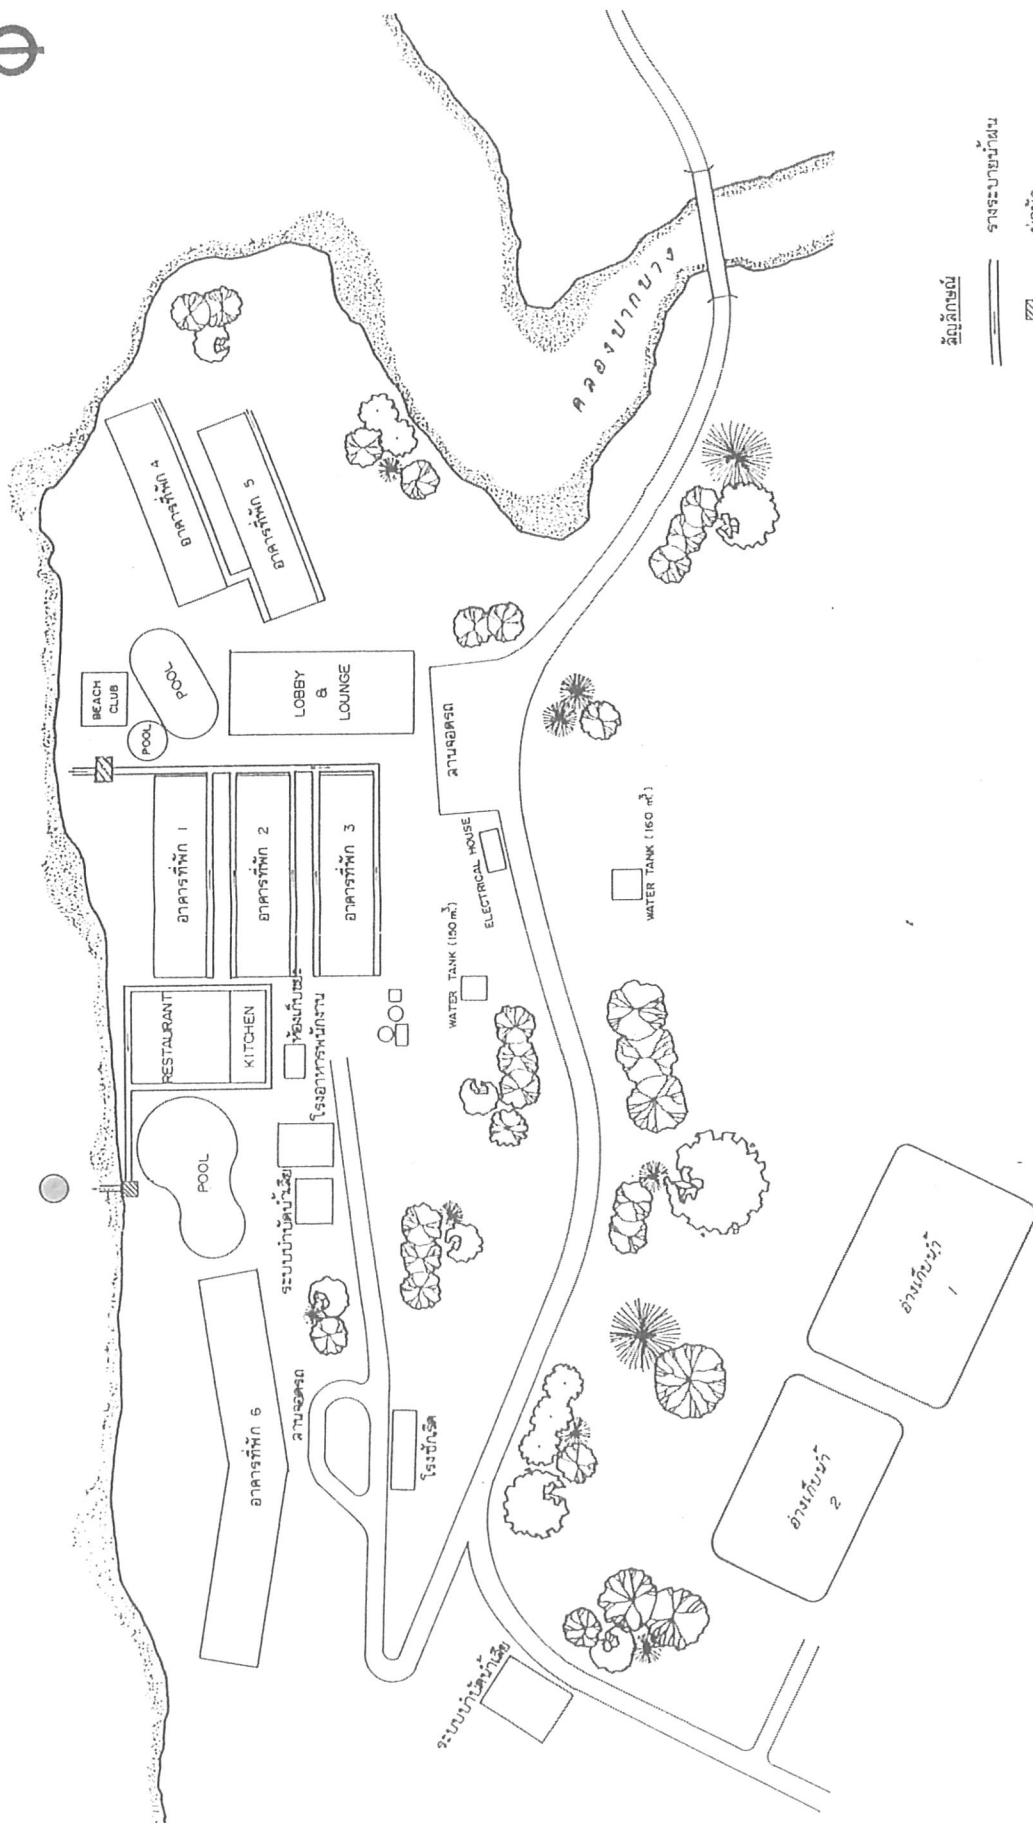 อาคารที่พัก 4
อาคารที่พัก 5
BEACH
CLUB
POOL
POOL
LOBBY
&
LOUNGE
ลานจอดรถ
คลองปากบาง
อาคารที่พัก 1
อาคารที่พัก 2
อาคารที่พัก 3
ELECTRICAL HOUSE
WATER TANK (150 m³.)
WATER TANK (160 m³.)
RESTAURANT
KITCHEN
ห้องเก็บขยะ
โรงอาหารพนักงาน
POOL
ระบบบำบัดน้ำเสีย
อาคารที่พัก 6
ลานจอดรถ
โรงซักรีด
ระบบบำบัดน้ำเสีย
อ่างเก็บน้ำ
1
อ่างเก็บน้ำ
2
สัญลักษณ์
รางระบายน้ำฝน